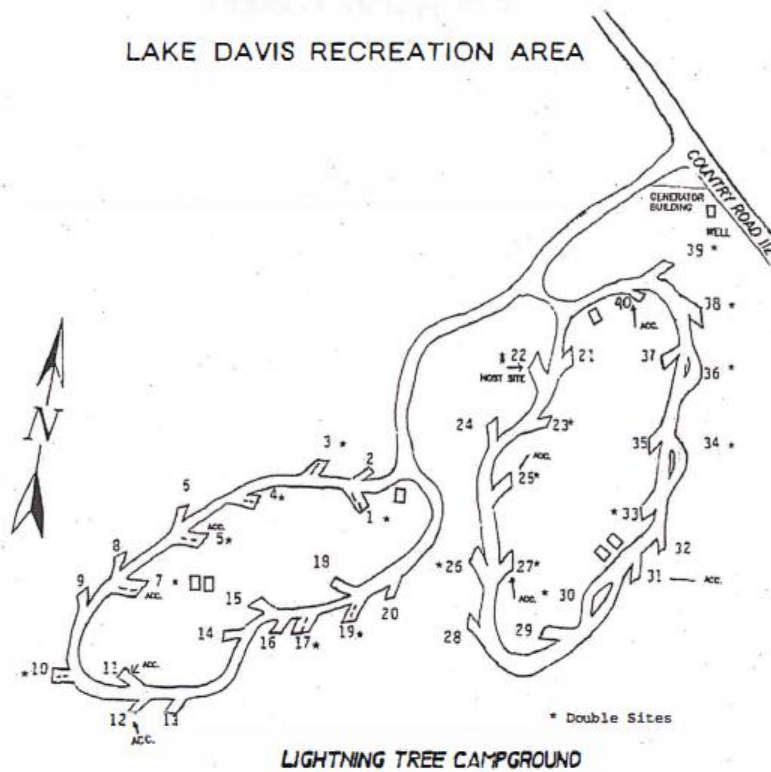 LAKE DAVIS RECREATION AREA
COUNTRY ROAD 112
GENERATOR
BUILDING
WELL
39 *
40
ACC.
38 *
* 22
HOST SITE
21
37
36 *
24
23*
35
34 *
ACC.
25*
3 *
2
1 *
4*
5
ACC.
5*
* 33
32
31
ACC.
8
7 *
ACC.
9
* 26
27*
ACC. *
30
18
20
15
19*
14
16
17*
28
29
* 10
11
ACC.
12
13
ACC.
* Double Sites
N
LIGHTNING TREE CAMPGROUND